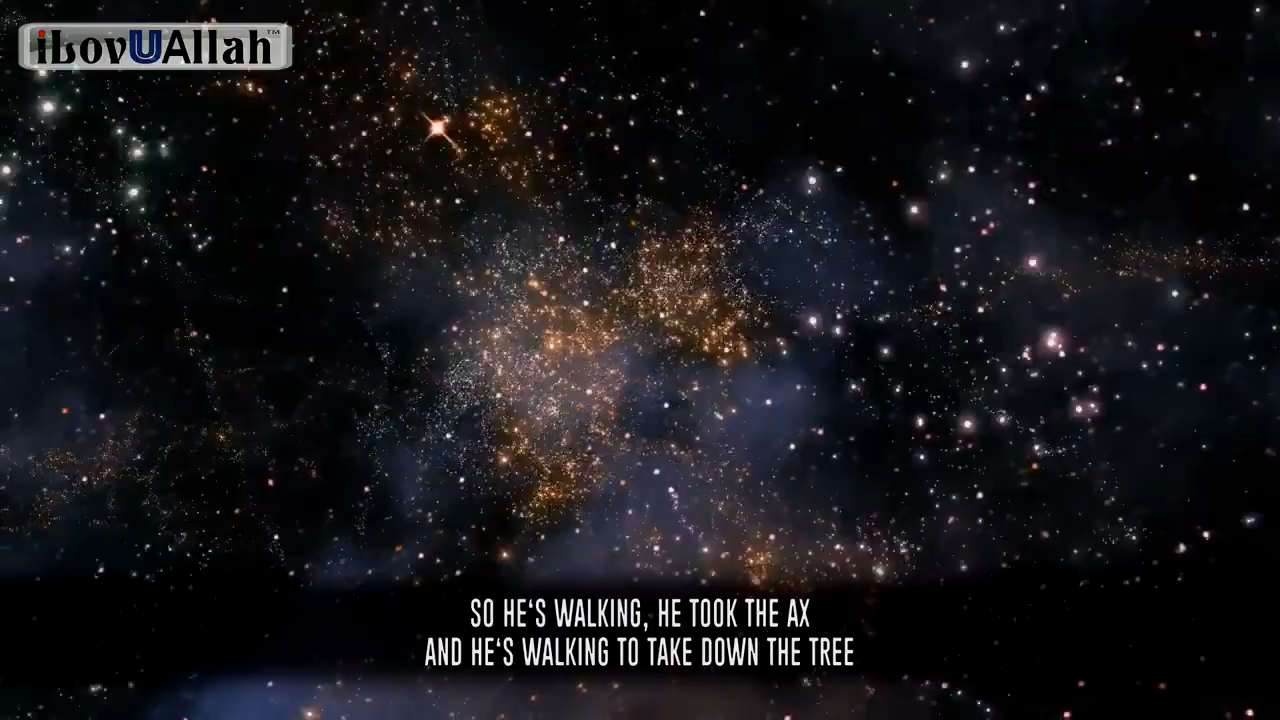 iLovUAllah™
SO HE'S WALKING, HE TOOK THE AX
AND HE'S WALKING TO TAKE DOWN THE TREE